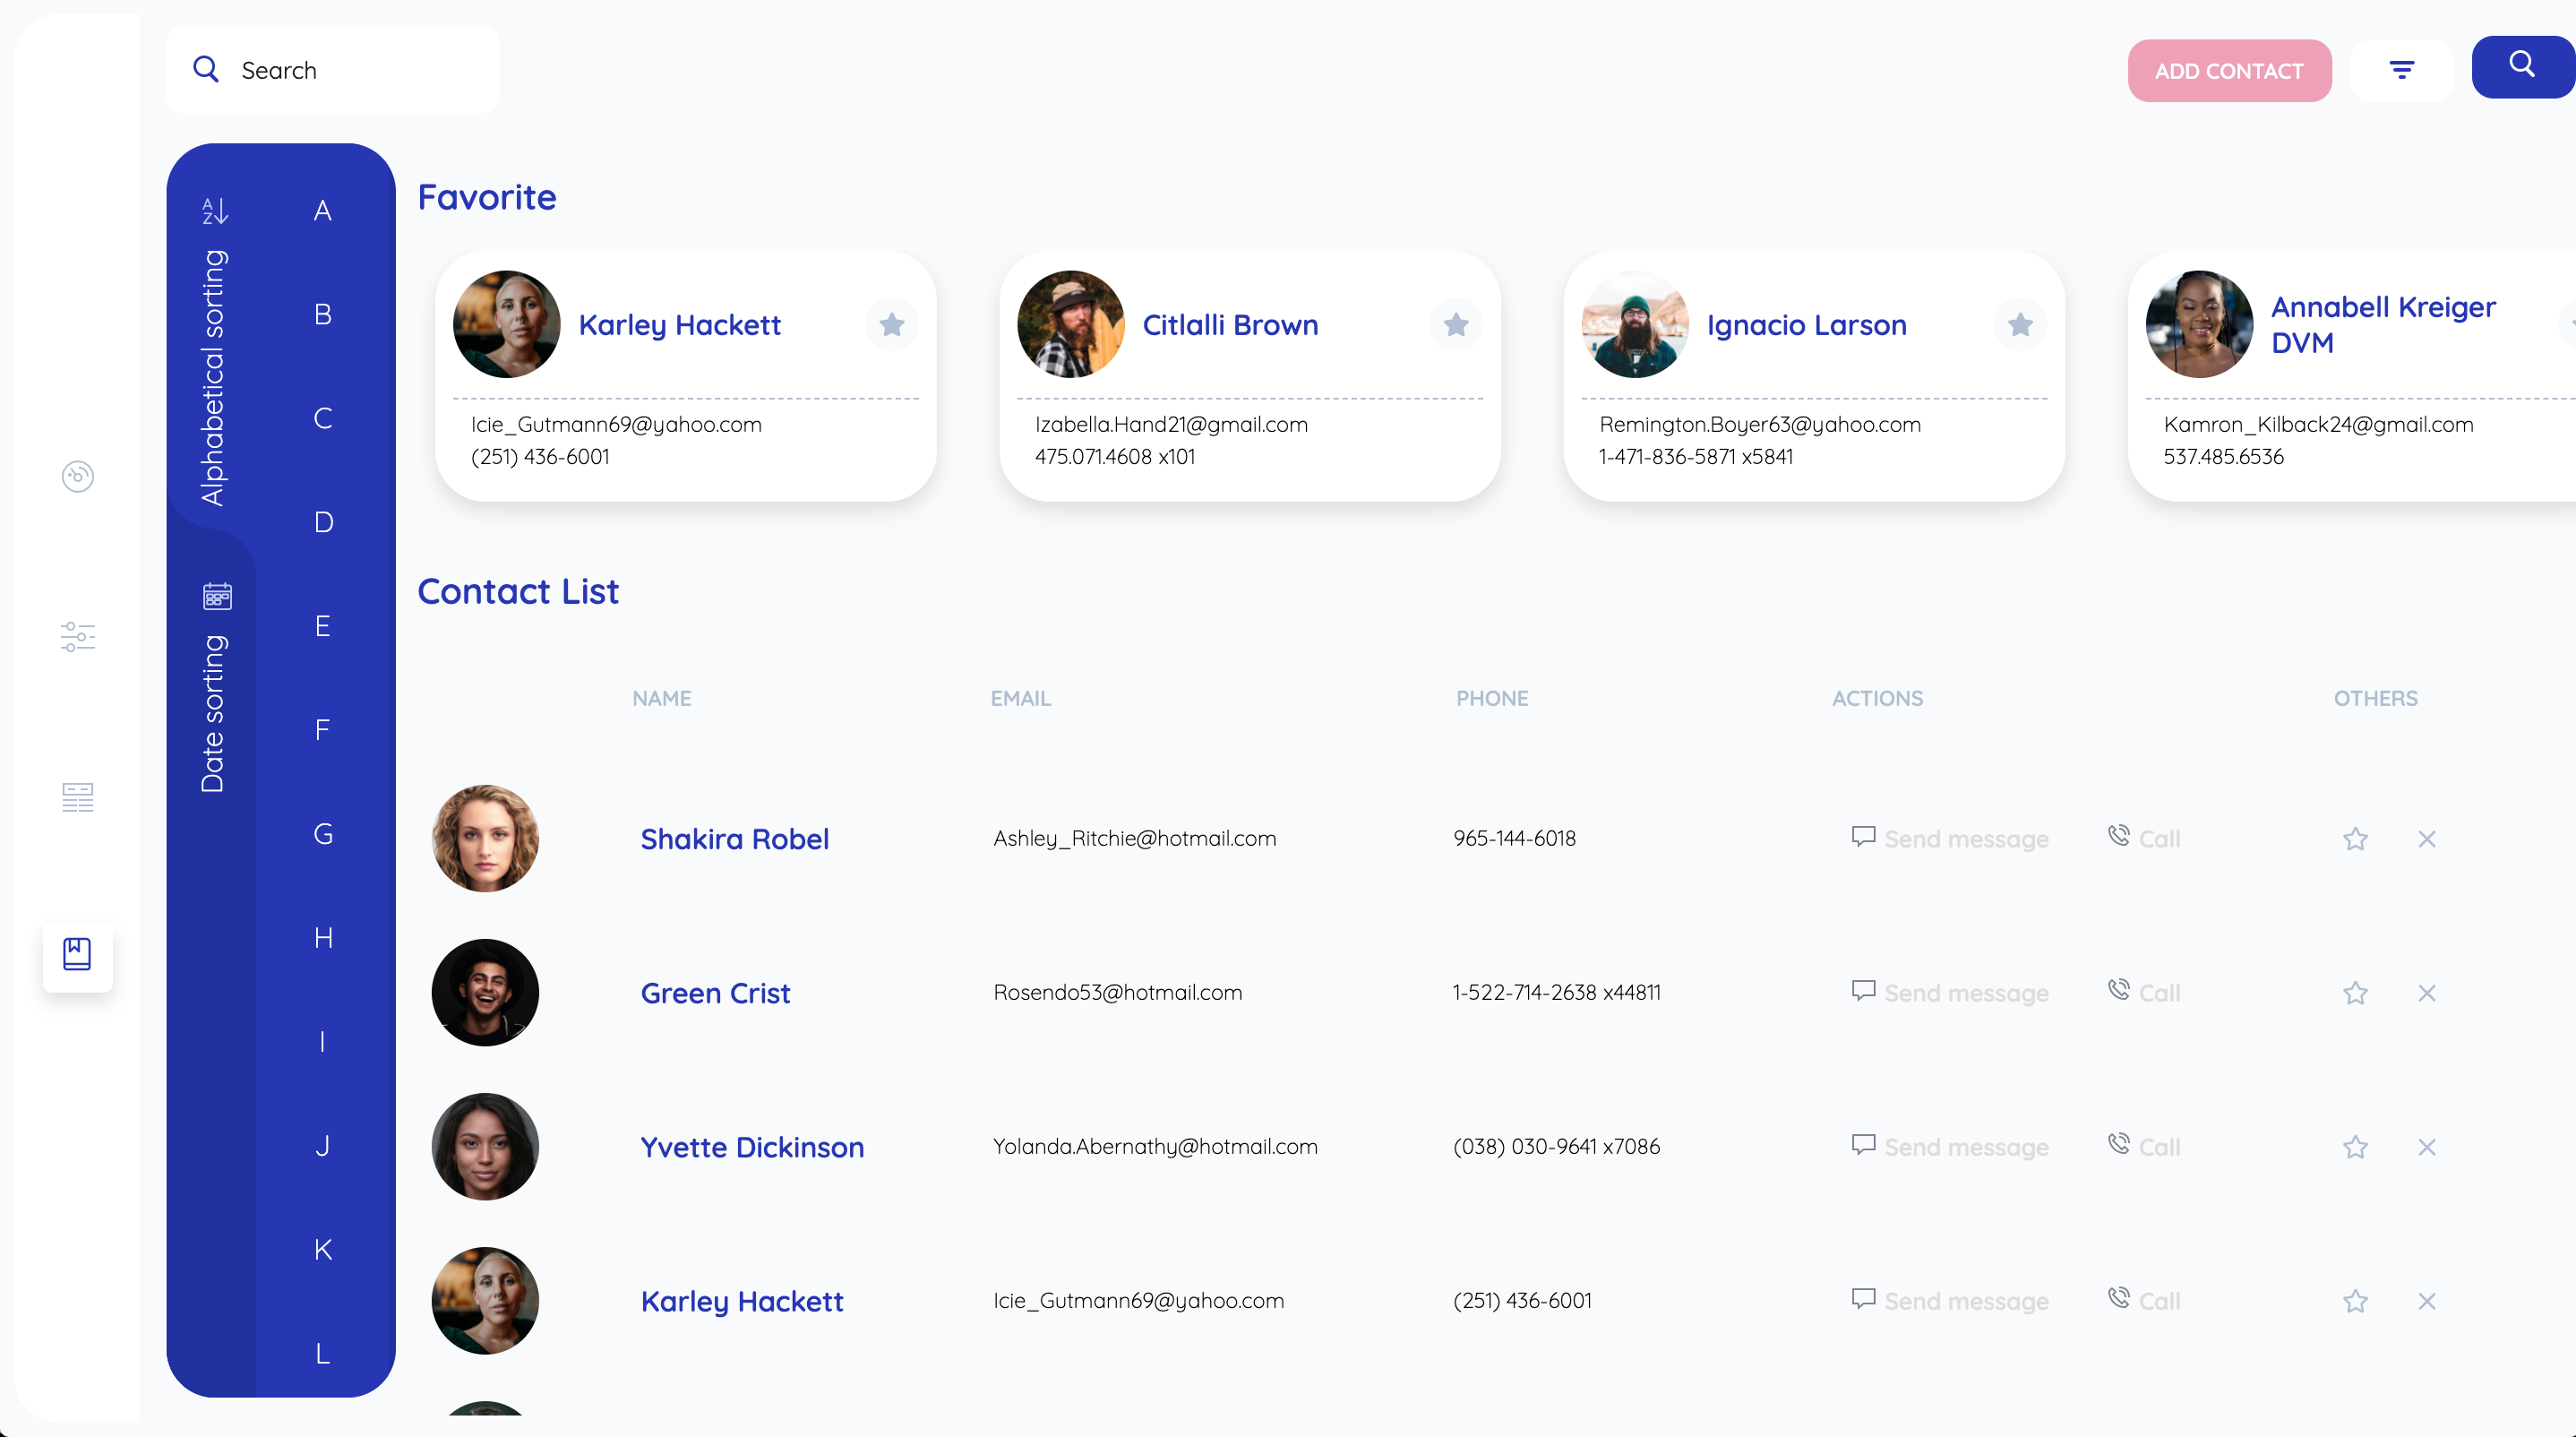 Search
ADD CONTACT
Alphabetical sorting
Date sorting
A
B
C
D
E
F
G
H
I
J
K
L
Favorite
Karley Hackett
Icie_Gutmann69@yahoo.com
(251) 436-6001
Citlalli Brown
Izabella.Hand21@gmail.com
475.071.4608 x101
Ignacio Larson
Remington.Boyer63@yahoo.com
1-471-836-5871 x5841
Annabell Kreiger
DVM
Kamron_Kilback24@gmail.com
537.485.6536
Contact List
NAME EMAIL PHONE ACTIONS OTHERS
Shakira Robel Ashley_Ritchie@hotmail.com 965-144-6018 Send message Call
Green Crist Rosendo53@hotmail.com 1-522-714-2638 x44811 Send message Call
Yvette Dickinson Yolanda.Abernathy@hotmail.com (038) 030-9641 x7086 Send message Call
Karley Hackett Icie_Gutmann69@yahoo.com (251) 436-6001 Send message Call